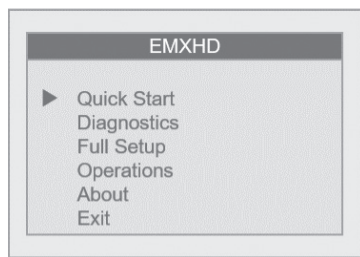 EMXHD
Quick Start
Diagnostics
Full Setup
Operations
About
Exit